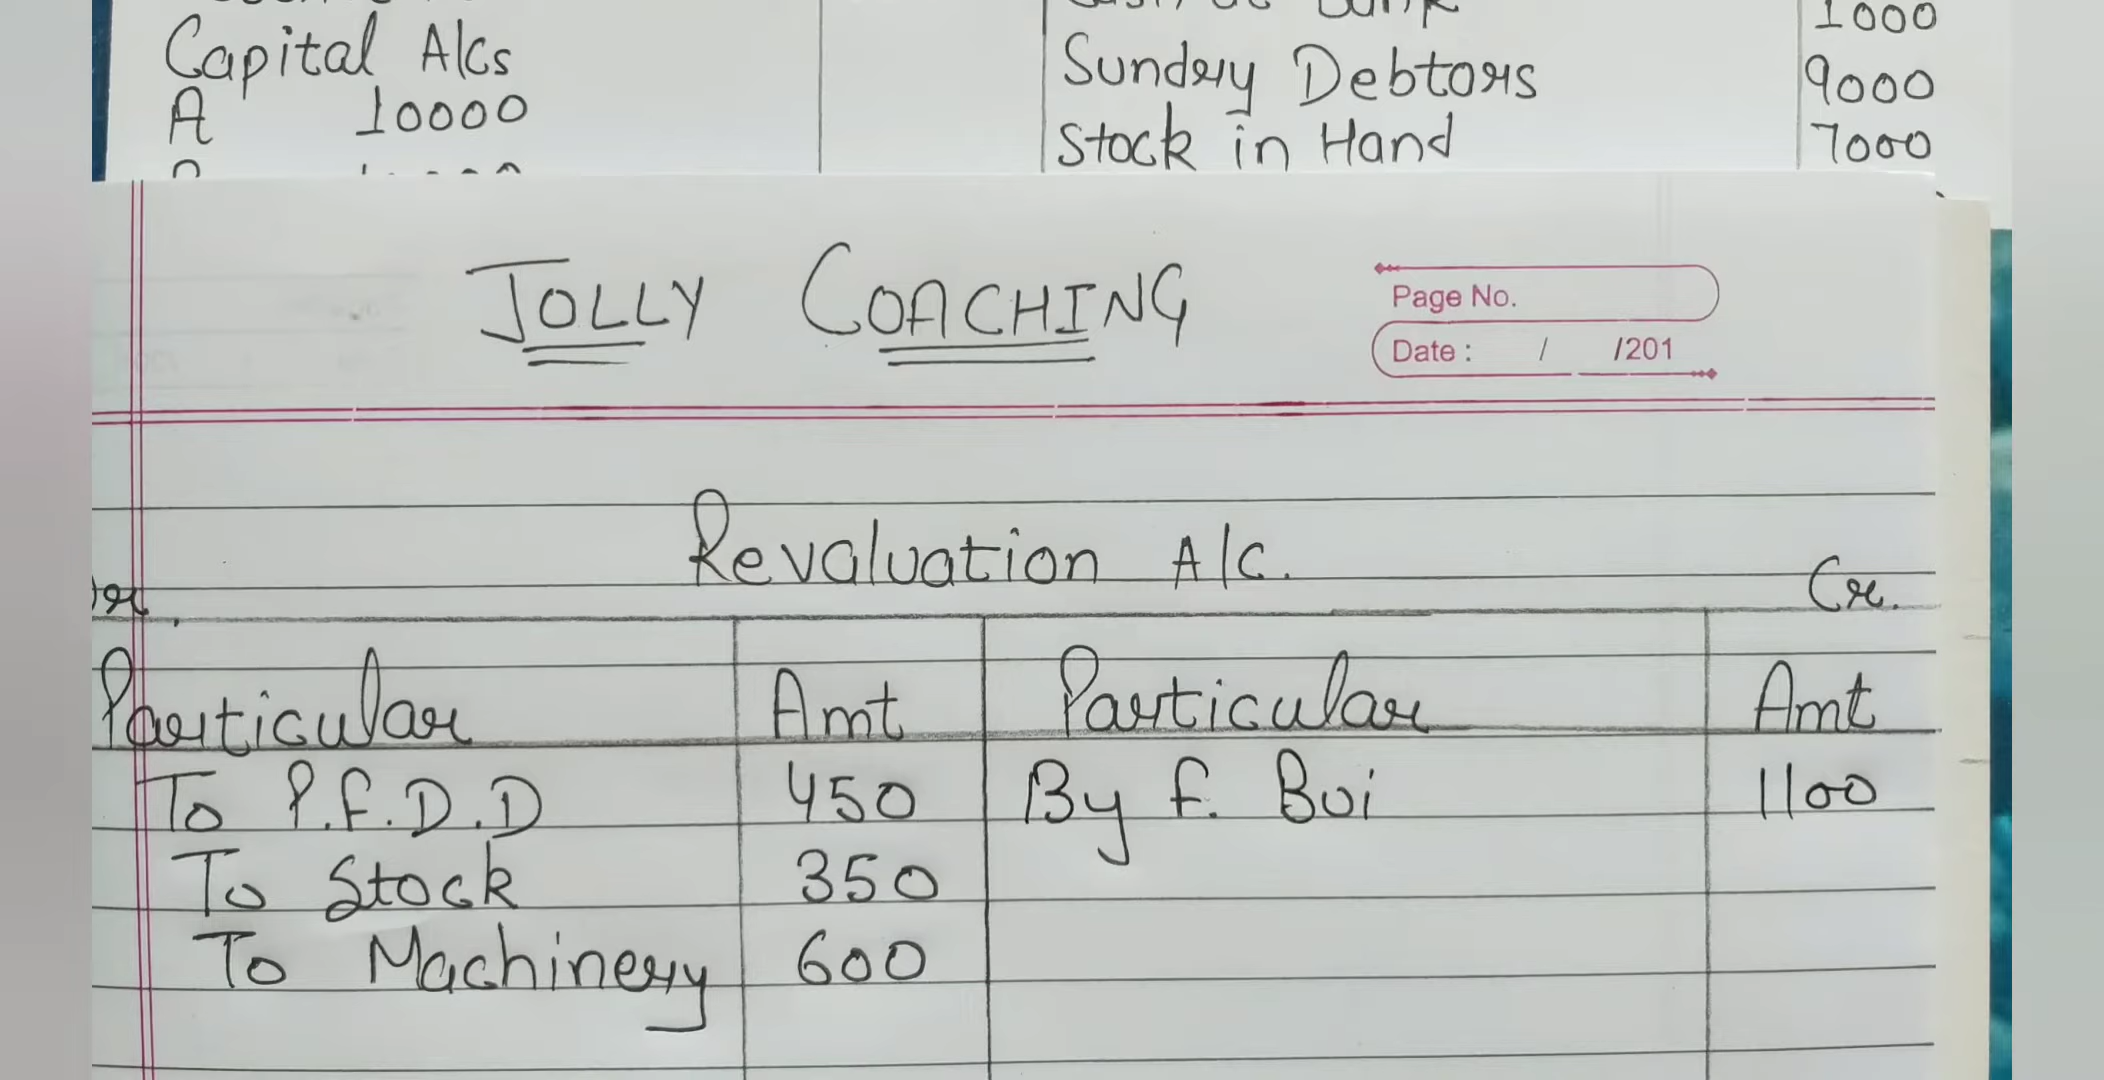 1000
Capital A/Cs Sundry Debtors 9000
A 10000 Stock in Hand 7000
JOLLY COACHING
Page No.
Date : / /201
Revaluation A/C.
Cr.
Particular Amt Particular Amt
To P.F.D.D 450 By F. Bui 1100
To Stock 350
To Machinery 600